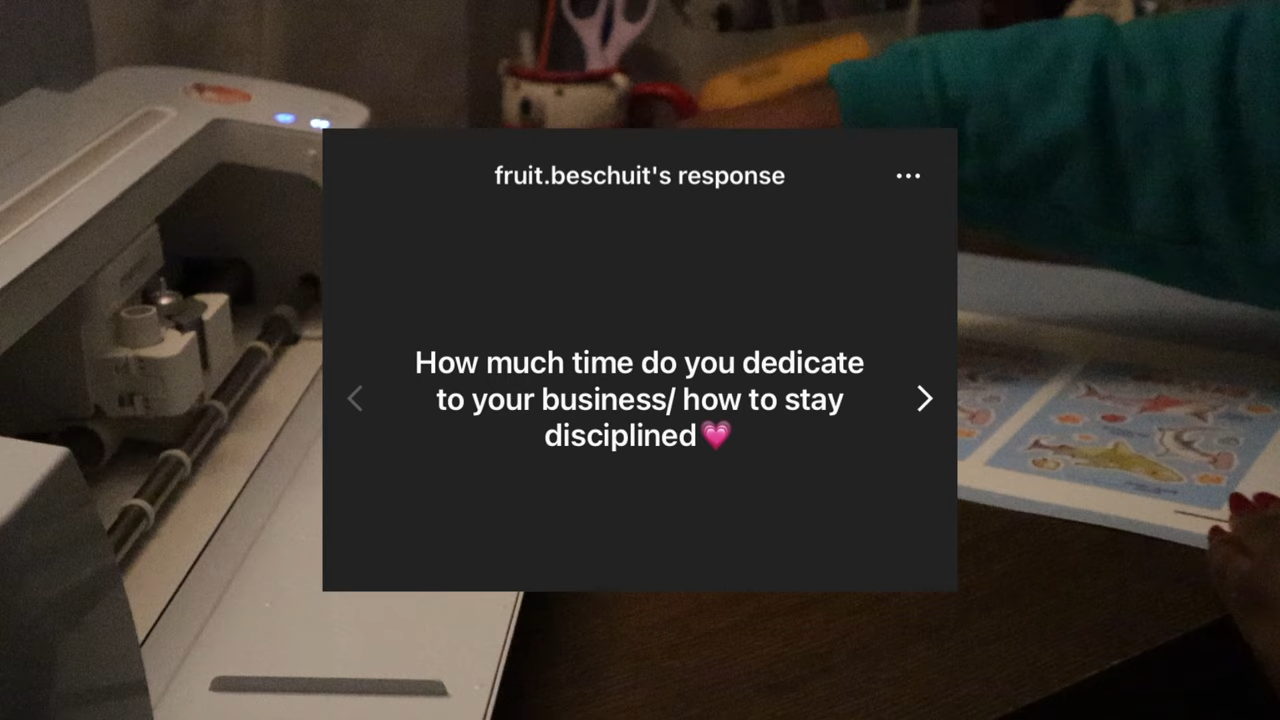 fruit.beschuit's response
How much time do you dedicate
to your business/ how to stay
disciplined💗